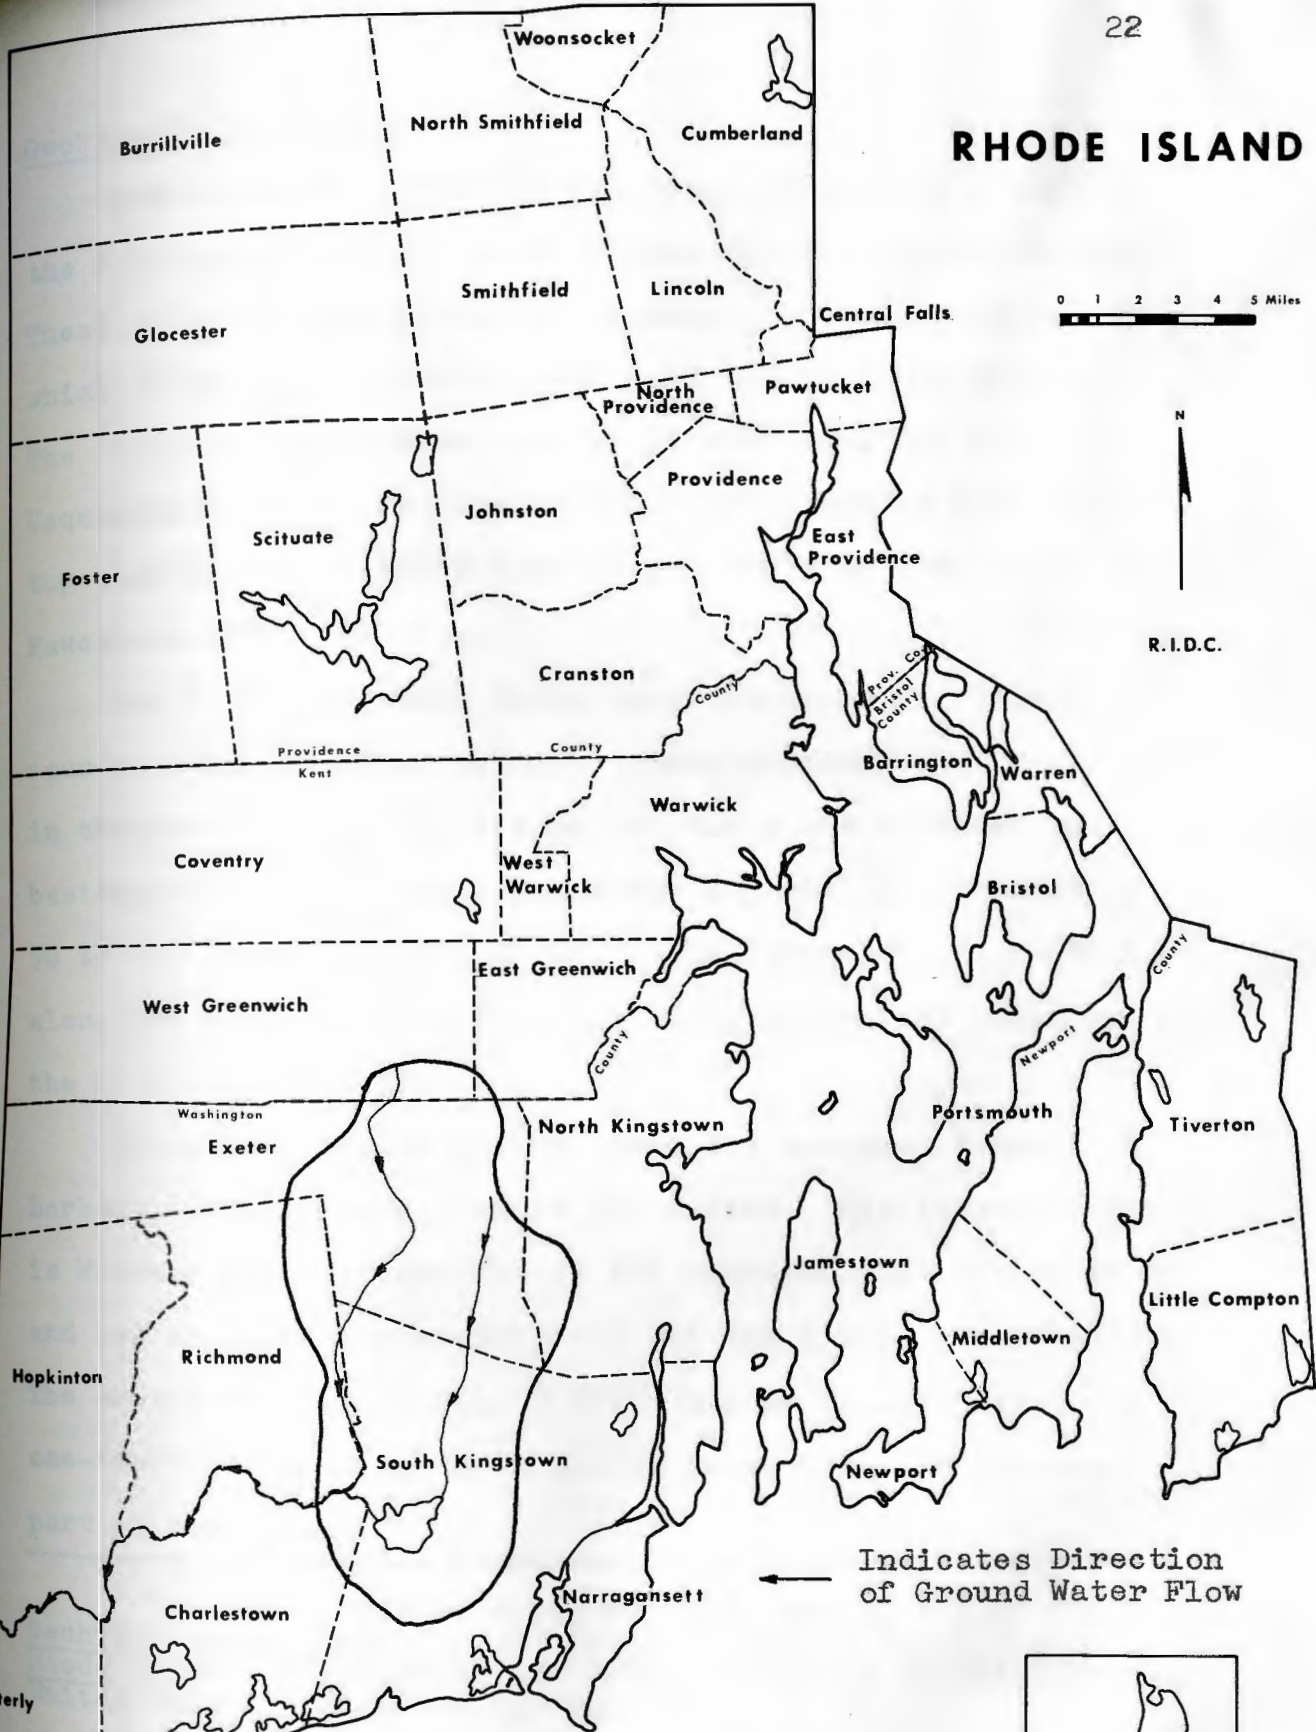 22
RHODE ISLAND
Woonsocket
North Smithfield
Cumberland
Burrillville
Smithfield
Lincoln
Glocester
Central Falls
0 1 2 3 4 5 Miles
North
Providence
Pawtucket
N
Providence
Scituate
Johnston
East
Providence
Foster
R.I.D.C.
Cranston
County
Prov. Co.
Bristol
County
Providence
County
Kent
Barrington
Warren
Warwick
Coventry
West
Warwick
Bristol
County
East Greenwich
West Greenwich
County
Newport
Washington
Exeter
North Kingstown
Portsmouth
Tiverton
Jamestown
Little Compton
Middletown
Richmond
Hopkinton
South Kingstown
Newport
Indicates Direction
of Ground Water Flow
Narragansett
Charlestown
terly